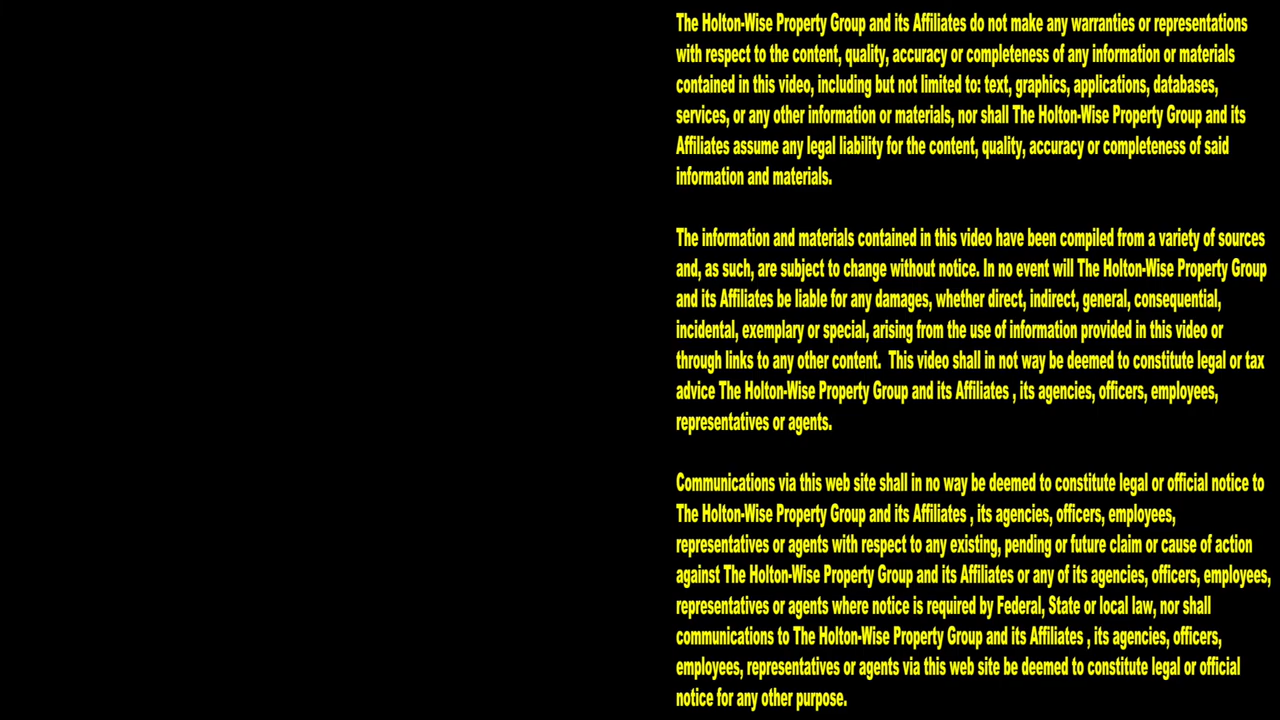 The Holton-Wise Property Group and its Affiliates do not make any warranties or representations
with respect to the content, quality, accuracy or completeness of any information or materials
contained in this video, including but not limited to: text, graphics, applications, databases,
services, or any other information or materials, nor shall The Holton-Wise Property Group and its
Affiliates assume any legal liability for the content, quality, accuracy or completeness of said
information and materials.
The information and materials contained in this video have been compiled from a variety of sources
and, as such, are subject to change without notice. In no event will The Holton-Wise Property Group
and its Affiliates be liable for any damages, whether direct, indirect, general, consequential,
incidental, exemplary or special, arising from the use of information provided in this video or
through links to any other content.  This video shall in not way be deemed to constitute legal or tax
advice The Holton-Wise Property Group and its Affiliates , its agencies, officers, employees,
representatives or agents.
Communications via this web site shall in no way be deemed to constitute legal or official notice to
The Holton-Wise Property Group and its Affiliates , its agencies, officers, employees,
representatives or agents with respect to any existing, pending or future claim or cause of action
against The Holton-Wise Property Group and its Affiliates or any of its agencies, officers, employees,
representatives or agents where notice is required by Federal, State or local law, nor shall
communications to The Holton-Wise Property Group and its Affiliates , its agencies, officers,
employees, representatives or agents via this web site be deemed to constitute legal or official
notice for any other purpose.